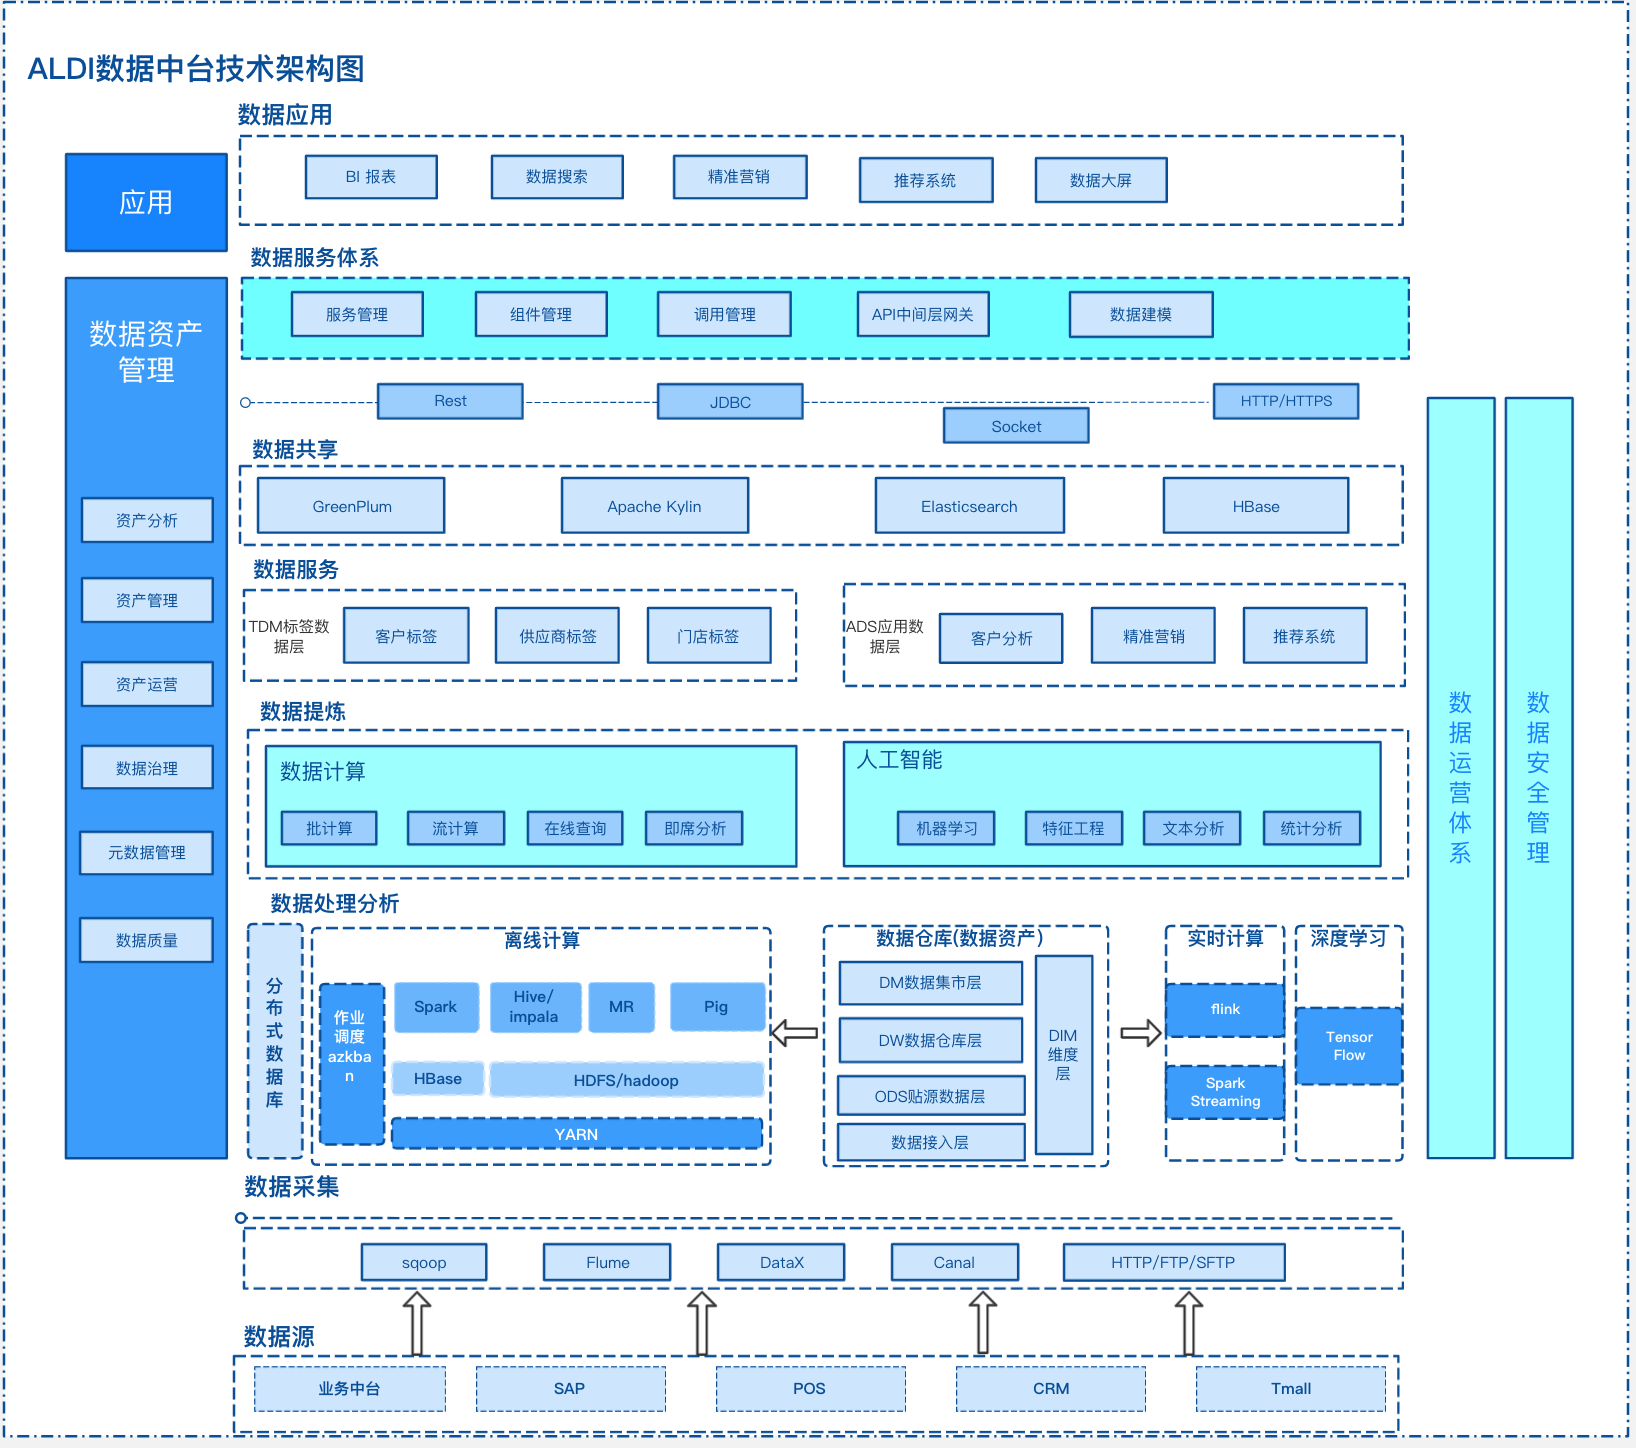 ALDI数据中台技术架构图
数据应用
应用
BI 报表
数据搜索
精准营销
推荐系统
数据大屏
数据服务体系
服务管理
组件管理
调用管理
API中间层网关
数据建模
数据资产
管理
资产分析
资产管理
资产运营
数据治理
元数据管理
数据质量
Rest
JDBC
Socket
HTTP/HTTPS
数据共享
GreenPlum
Apache Kylin
Elasticsearch
HBase
数据服务
TDM标签数
据层
客户标签
供应商标签
门店标签
ADS应用数
据层
客户分析
精准营销
推荐系统
数据提炼
数据计算
批计算
流计算
在线查询
即席分析
人工智能
机器学习
特征工程
文本分析
统计分析
数据处理分析
分
布
式
数
据
库
离线计算
作业
调度
azkba
n
Spark
Hive/
impala
MR
Pig
HBase
HDFS/hadoop
YARN
数据仓库(数据资产)
DM数据集市层
DW数据仓库层
ODS贴源数据层
数据接入层
DIM
维度
层
实时计算
flink
Spark
Streaming
深度学习
Tensor
Flow
数
据
运
营
体
系
数
据
安
全
管
理
数据采集
sqoop
Flume
DataX
Canal
HTTP/FTP/SFTP
数据源
业务中台
SAP
POS
CRM
Tmall